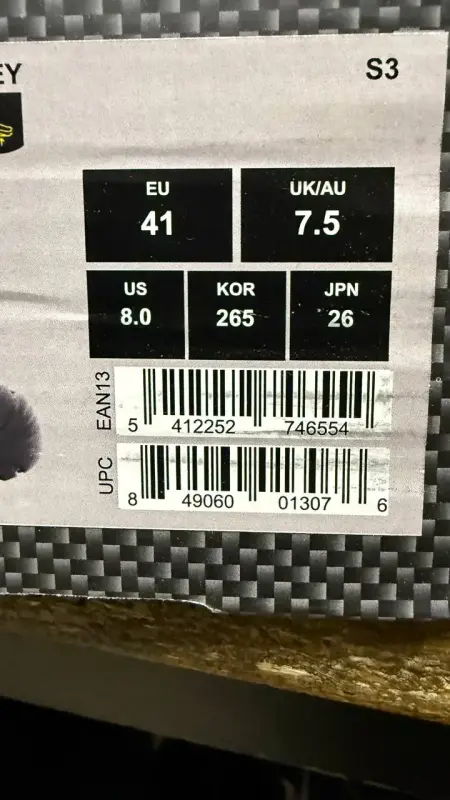 EY
S3
EU
41
UK/AU
7.5
US
8.0
KOR
265
JPN
26
EAN13
5 412252 746554
UPC
8 49060 01307 6